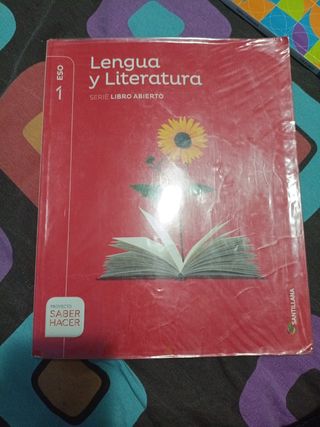 ESO
1
Lengua
y Literatura
SERIE LIBRO ABIERTO
PROYECTO
SABER
HACER
SANTILLANA